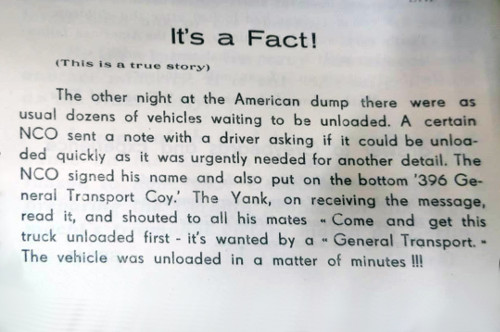 It's a Fact!
(This is a true story)
The other night at the American dump there were as
usual dozens of vehicles waiting to be unloaded. A certain
NCO sent a note with a driver asking if it could be unloa-
ded quickly as it was urgently needed for another detail. The
NCO signed his name and also put on the bottom '396 Ge-
neral Transport Coy.' The Yank, on receiving the message,
read it, and shouted to all his mates "Come and get this
truck unloaded first - it's wanted by a "General Transport."
The vehicle was unloaded in a matter of minutes !!!